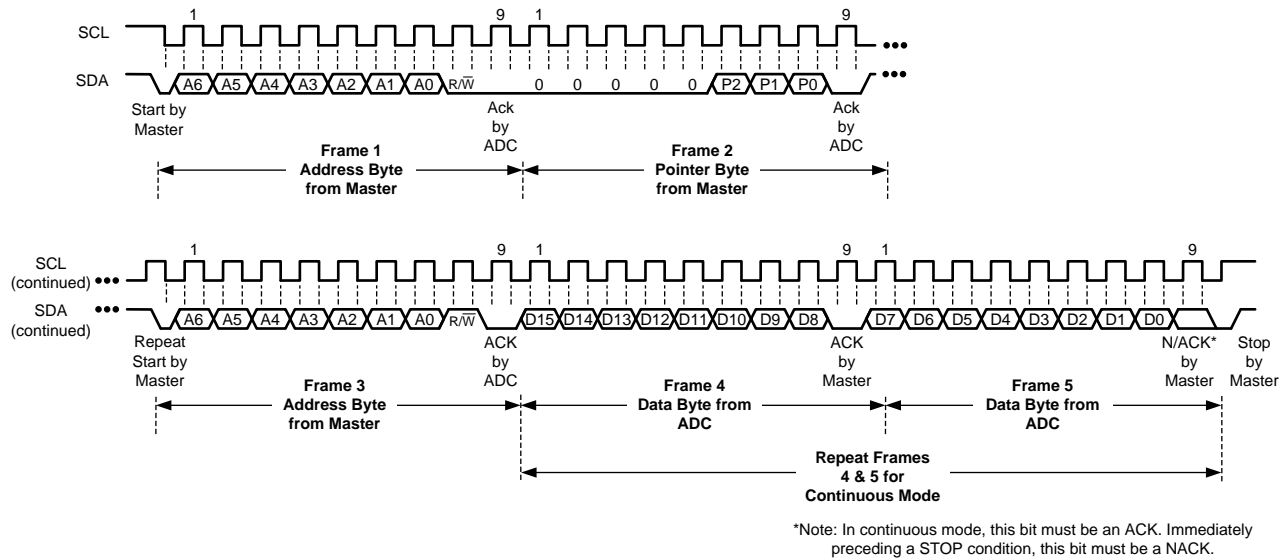 1 9 1 9
SCL •••
SDA A6 A5 A4 A3 A2 A1 A0 R/W̅ 0 0 0 0 0 P2 P1 P0 •••
Start by
Master
Ack
by
ADC
Ack
by
ADC
Frame 1
Address Byte
from Master
Frame 2
Pointer Byte
from Master
1 9 1 9 1 9
SCL
(continued) •••
SDA
(continued) ••• A6 A5 A4 A3 A2 A1 A0 R/W̅ D15 D14 D13 D12 D11 D10 D9 D8 D7 D6 D5 D4 D3 D2 D1 D0
Repeat
Start by
Master
ACK
by
ADC
ACK
by
Master
N/ACK*
by
Master
Stop
by
Master
Frame 3
Address Byte
from Master
Frame 4
Data Byte from
ADC
Frame 5
Data Byte from
ADC
Repeat Frames
4 & 5 for
Continuous Mode
*Note: In continuous mode, this bit must be an ACK. Immediately
preceding a STOP condition, this bit must be a NACK.